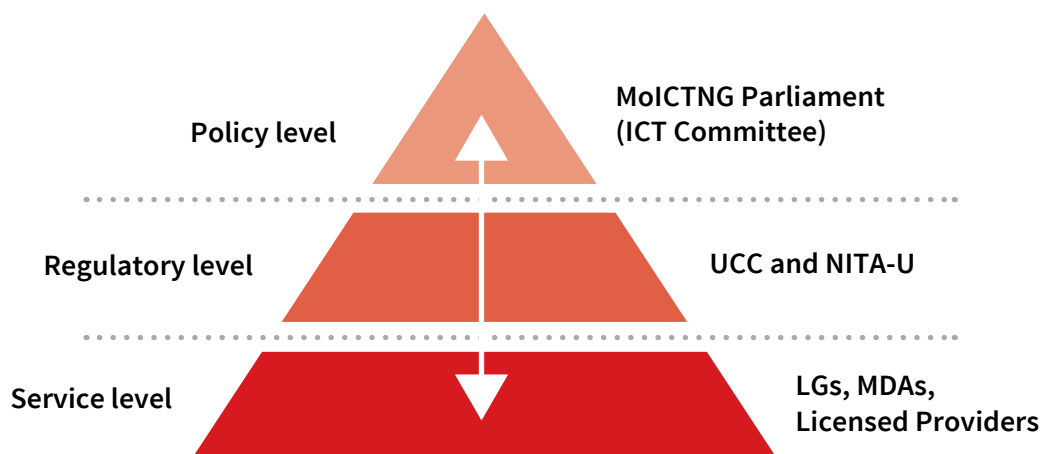 Policy level
MoICTNG Parliament
(ICT Committee)
Regulatory level
UCC and NITA-U
Service level
LGs, MDAs,
Licensed Providers